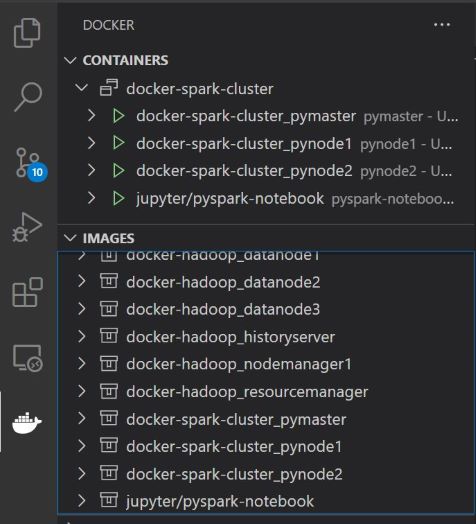 DOCKER
CONTAINERS
docker-spark-cluster
docker-spark-cluster_pymaster pymaster - U...
docker-spark-cluster_pynode1 pynode1 - U...
docker-spark-cluster_pynode2 pynode2 - U...
jupyter/pyspark-notebook pyspark-noteboo...
10
IMAGES
docker-hadoop_datanode1
docker-hadoop_datanode2
docker-hadoop_datanode3
docker-hadoop_historyserver
docker-hadoop_nodemanager1
docker-hadoop_resourcemanager
docker-spark-cluster_pymaster
docker-spark-cluster_pynode1
docker-spark-cluster_pynode2
jupyter/pyspark-notebook